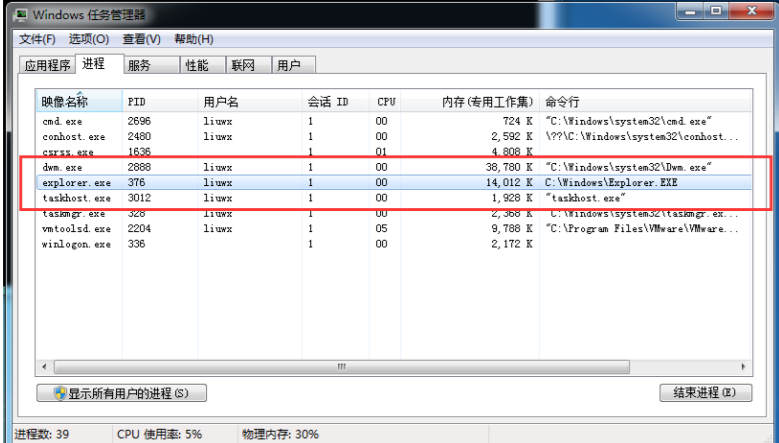 Windows 任务管理器
文件(F) 选项(O) 查看(V) 帮助(H)
应用程序 进程 服务 性能 联网 用户
映像名称 PID 用户名 会话 ID CPU 内存(专用工作集) 命令行
cmd.exe 2696 liuwx 1 00 724 K "C:\Windows\system32\cmd.exe"
conhost.exe 2480 liuwx 1 00 2,592 K \??\C:\Windows\system32\conhost...
csrss.exe 1636 1 01 4,808 K
dwm.exe 2888 liuwx 1 00 38,780 K "C:\Windows\system32\Dwm.exe"
explorer.exe 376 liuwx 1 00 14,012 K C:\Windows\Explorer.EXE
taskhost.exe 3012 liuwx 1 00 1,928 K "taskhost.exe"
taskmgr.exe 328 liuwx 1 00 2,368 K "C:\Windows\system32\taskmgr.ex...
vmtoolsd.exe 2204 liuwx 1 05 9,788 K "C:\Program Files\VMware\VMware...
winlogon.exe 336 1 00 2,172 K
显示所有用户的进程(S) 结束进程(E)
进程数: 39 CPU 使用率: 5% 物理内存: 30%